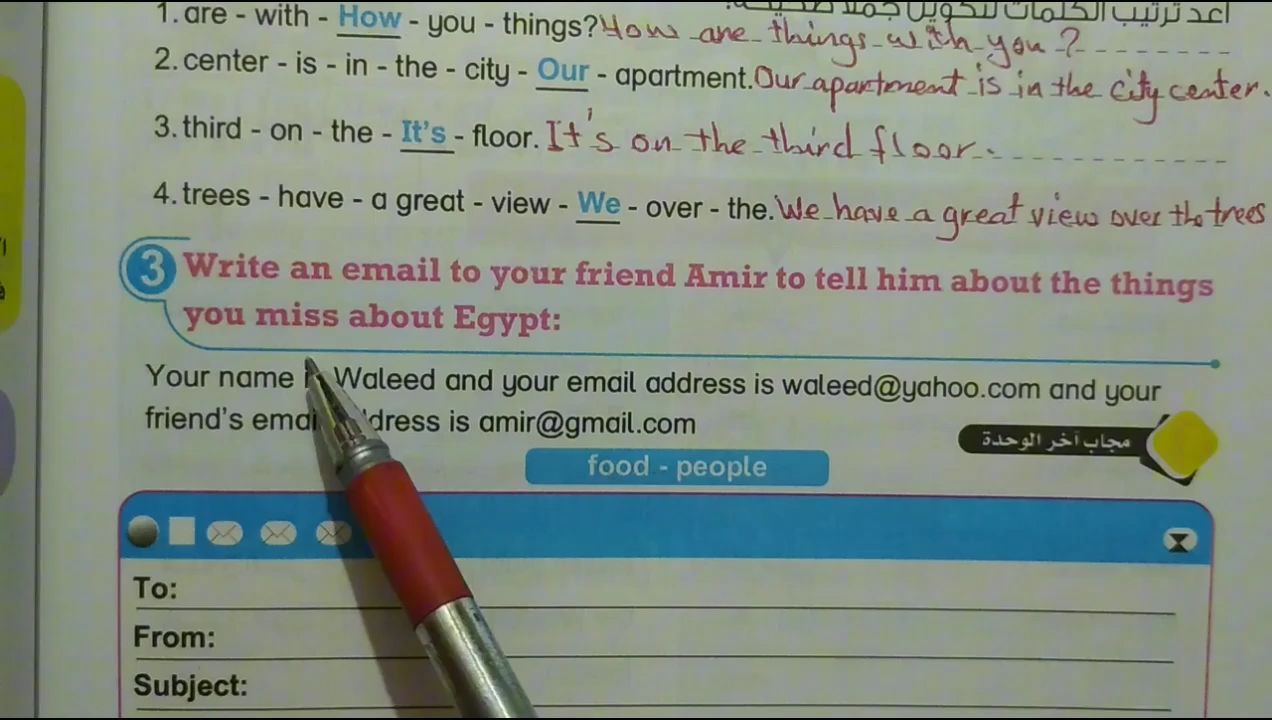 أعد ترتيب الكلمات لتكوين جملًا صحيحة:
1. are - with - How - you - things? How are things with you?
2. center - is - in - the - city - Our - apartment. Our apartment is in the city center.
3. third - on - the - It's - floor. It's on the third floor.
4. trees - have - a great - view - We - over - the. We have a great view over the trees
3 Write an email to your friend Amir to tell him about the things
you miss about Egypt:
Your name Waleed and your email address is waleed@yahoo.com and your
friend's is amir@gmail.com
مجاب آخر الوحدة
food - people
To:
From:
Subject: